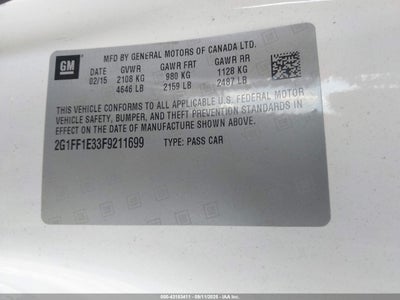 GM
MFD BY GENERAL MOTORS OF CANADA LTD.
DATE GVWR GAWR FRT GAWR RR
02/15 2108 KG 980 KG 1128 KG
4646 LB 2159 LB 2487 LB
THIS VEHICLE CONFORMS TO ALL APPLICABLE U.S. FEDERAL MOTOR
VEHICLE SAFETY, BUMPER, AND THEFT PREVENTION STANDARDS IN
EFFECT ON THE DATE OF MANUFACTURE SHOWN ABOVE.
2G1FF1E33F9211699 TYPE: PASS CAR